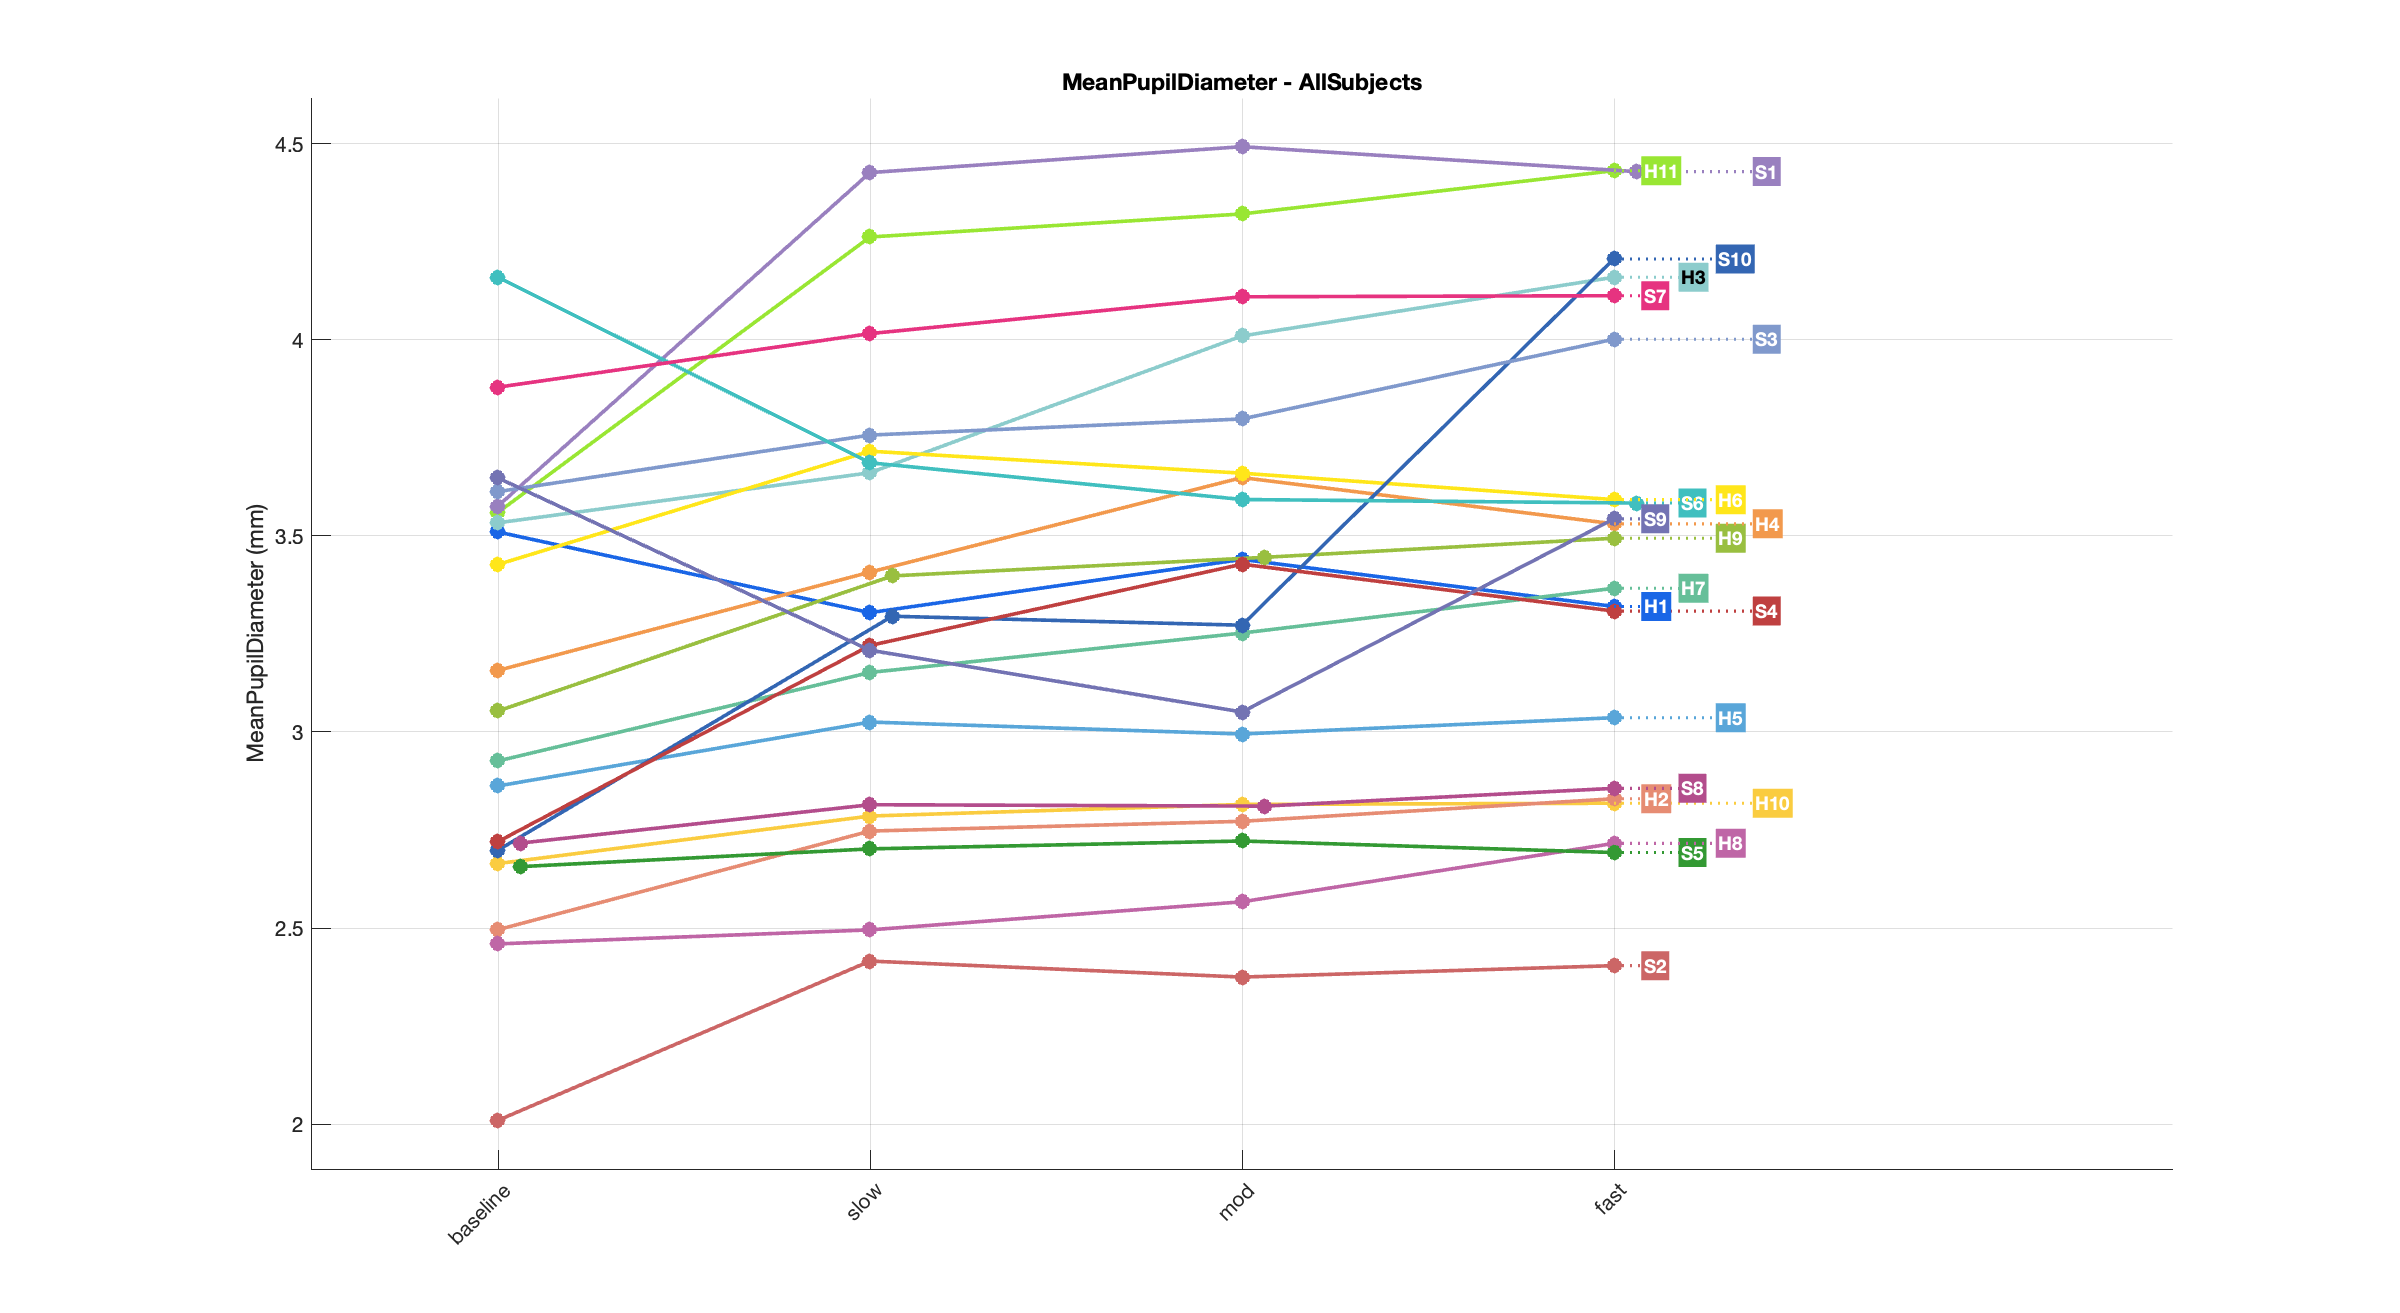 MeanPupilDiameter - AllSubjects
MeanPupilDiameter (mm)
4.5
4
3.5
3
2.5
2
baseline
slow
mod
fast
H11
S1
S10
H3
S7
S3
H6
S6
S9
H4
H9
H7
H1
S4
H5
S8
H2
H10
H8
S5
S2